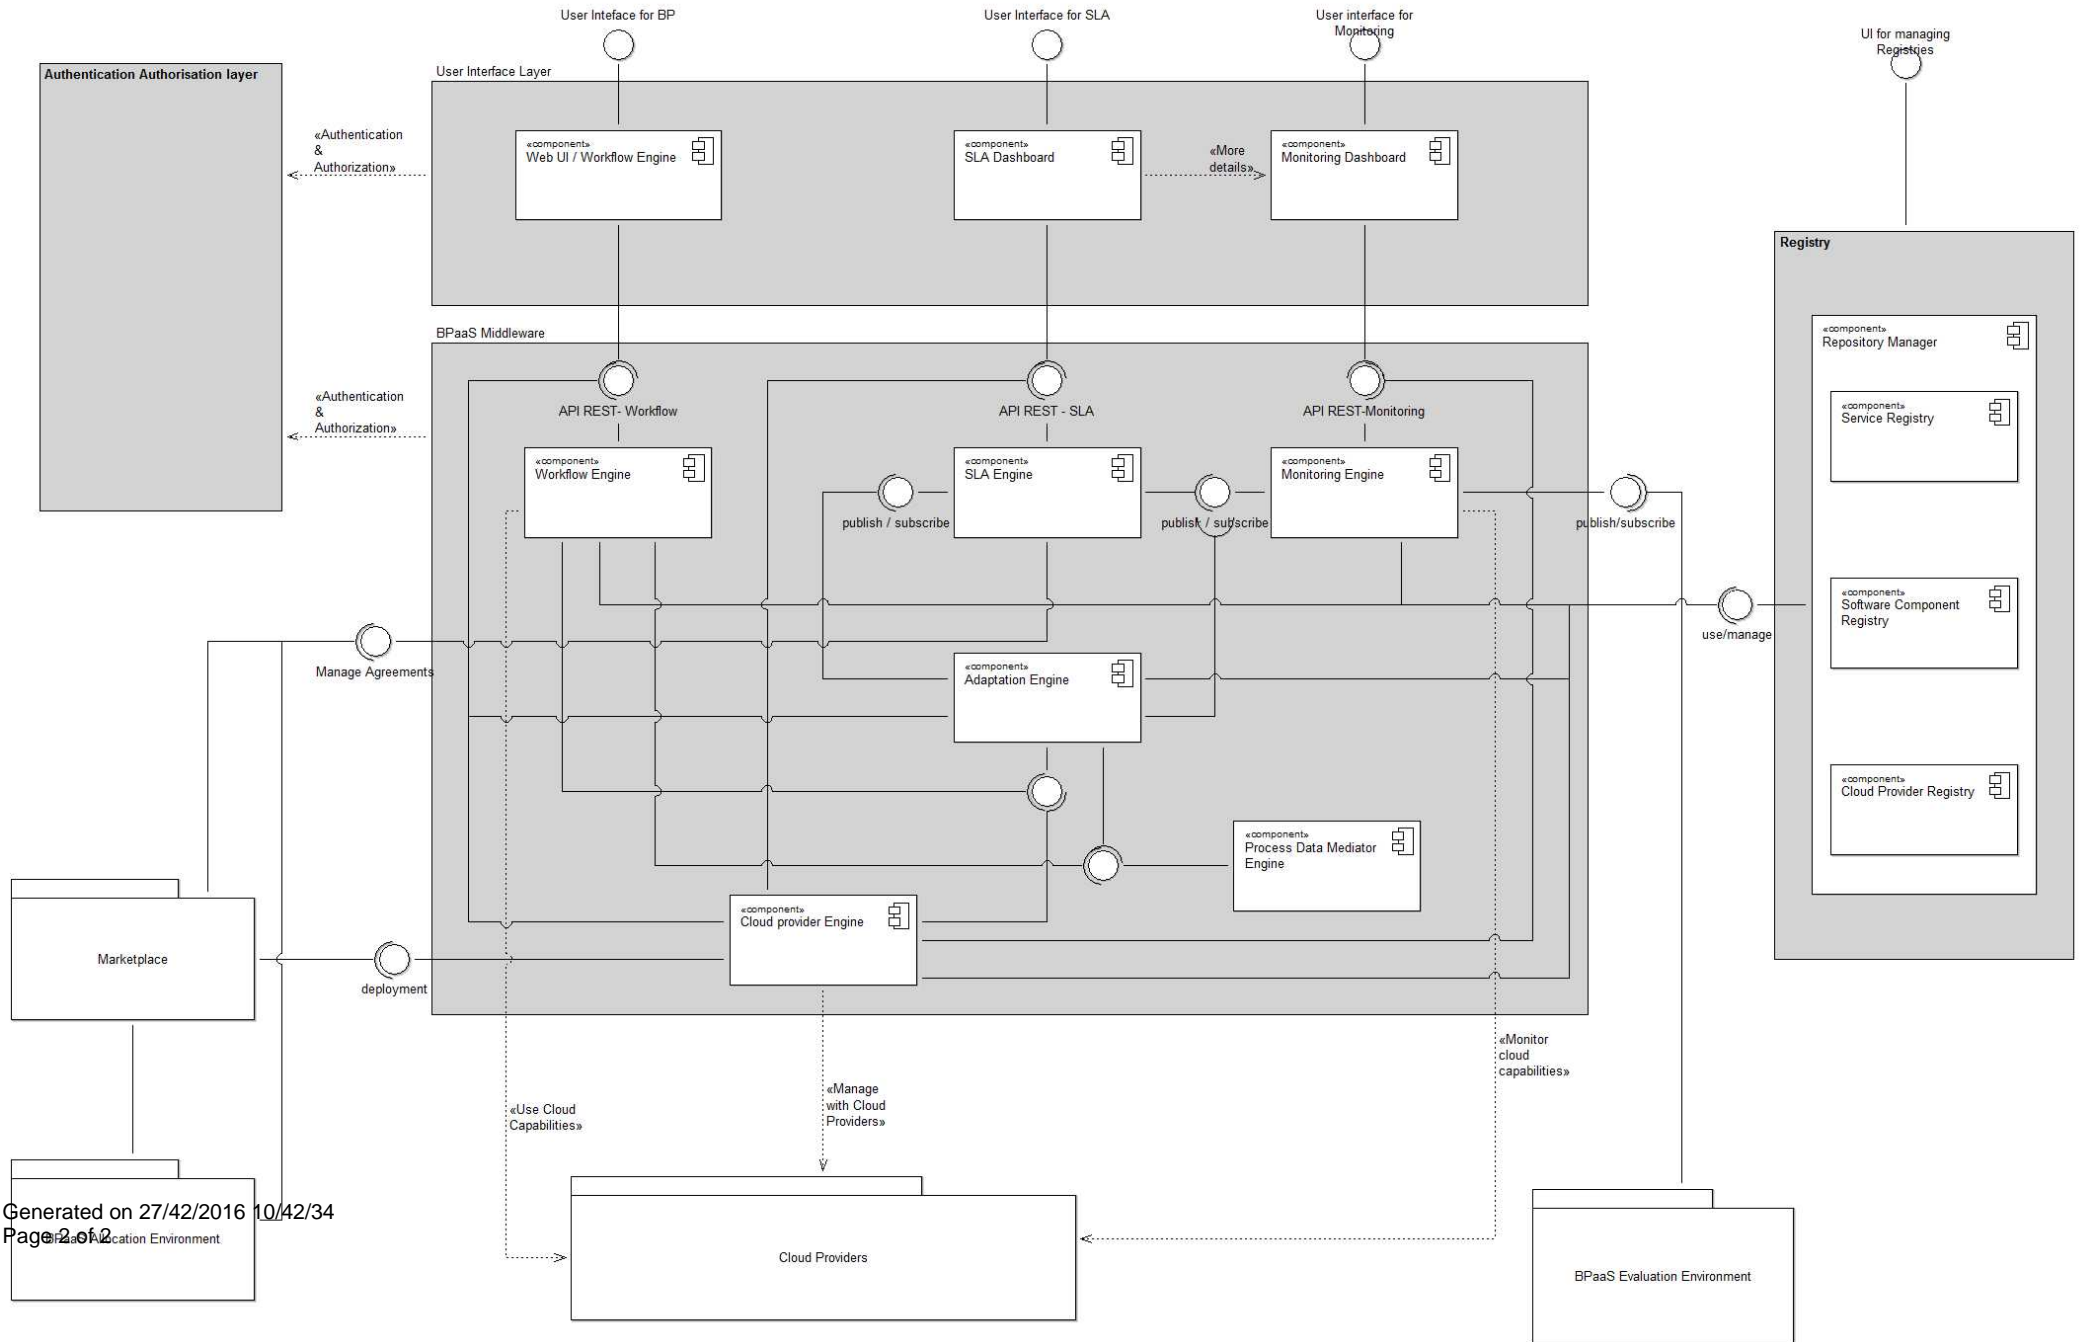 User Inteface for BP
User Interface for SLA
User interface for
Monitoring
UI for managing
Registries
Authentication Authorisation layer
User Interface Layer
«Authentication
&
Authorization»
«component»
Web UI / Workflow Engine
«component»
SLA Dashboard
«More
details»
«component»
Monitoring Dashboard
Registry
BPaaS Middleware
«component»
Repository Manager
«Authentication
&
Authorization»
API REST- Workflow
API REST - SLA
API REST-Monitoring
«component»
Service Registry
«component»
Workflow Engine
«component»
SLA Engine
«component»
Monitoring Engine
publish / subscribe
publish / subscribe
publish/subscribe
«component»
Software Component
Registry
use/manage
Manage Agreements
«component»
Adaptation Engine
«component»
Cloud Provider Registry
«component»
Process Data Mediator
Engine
«component»
Cloud provider Engine
Marketplace
deployment
«Monitor
cloud
capabilities»
«Use Cloud
Capabilities»
«Manage
with Cloud
Providers»
Generated on 27/42/2016 10/42/34
Page 2 of 2
BPaaS Allocation Environment
Cloud Providers
BPaaS Evaluation Environment